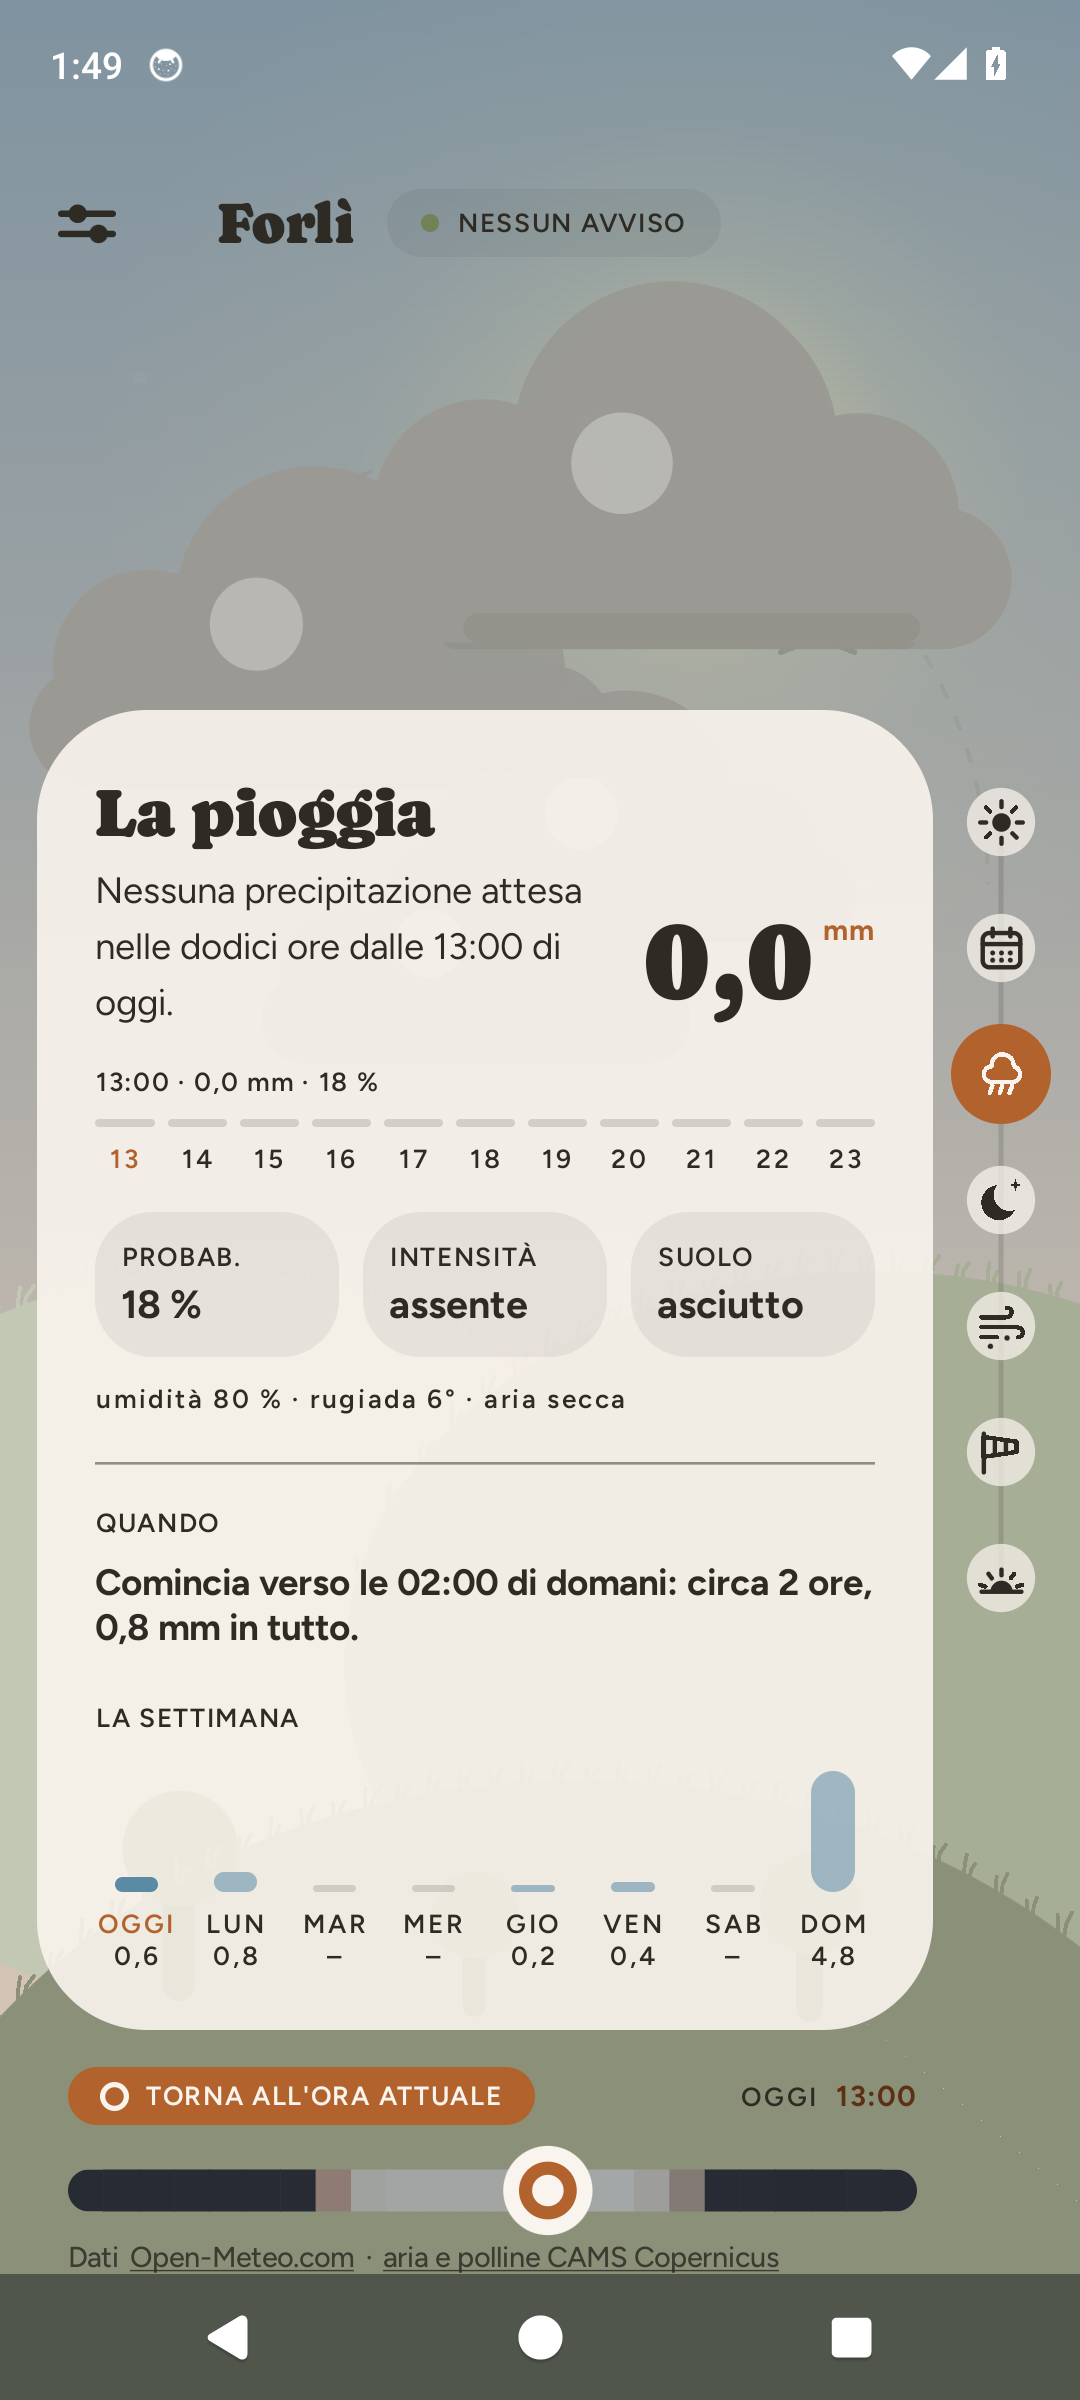 1:49
Forlì
NESSUN AVVISO
La pioggia
Nessuna precipitazione attesa
nelle dodici ore dalle 13:00 di
oggi.
0,0 mm
13:00 · 0,0 mm · 18 %
13 14 15 16 17 18 19 20 21 22 23
PROBAB.
18 %
INTENSITÀ
assente
SUOLO
asciutto
umidità 80 % · rugiada 6° · aria secca
QUANDO
Comincia verso le 02:00 di domani: circa 2 ore,
0,8 mm in tutto.
LA SETTIMANA
OGGI LUN MAR MER GIO VEN SAB DOM
0,6 0,8 – – 0,2 0,4 – 4,8
TORNA ALL'ORA ATTUALE
OGGI 13:00
Dati Open-Meteo.com · aria e polline CAMS Copernicus